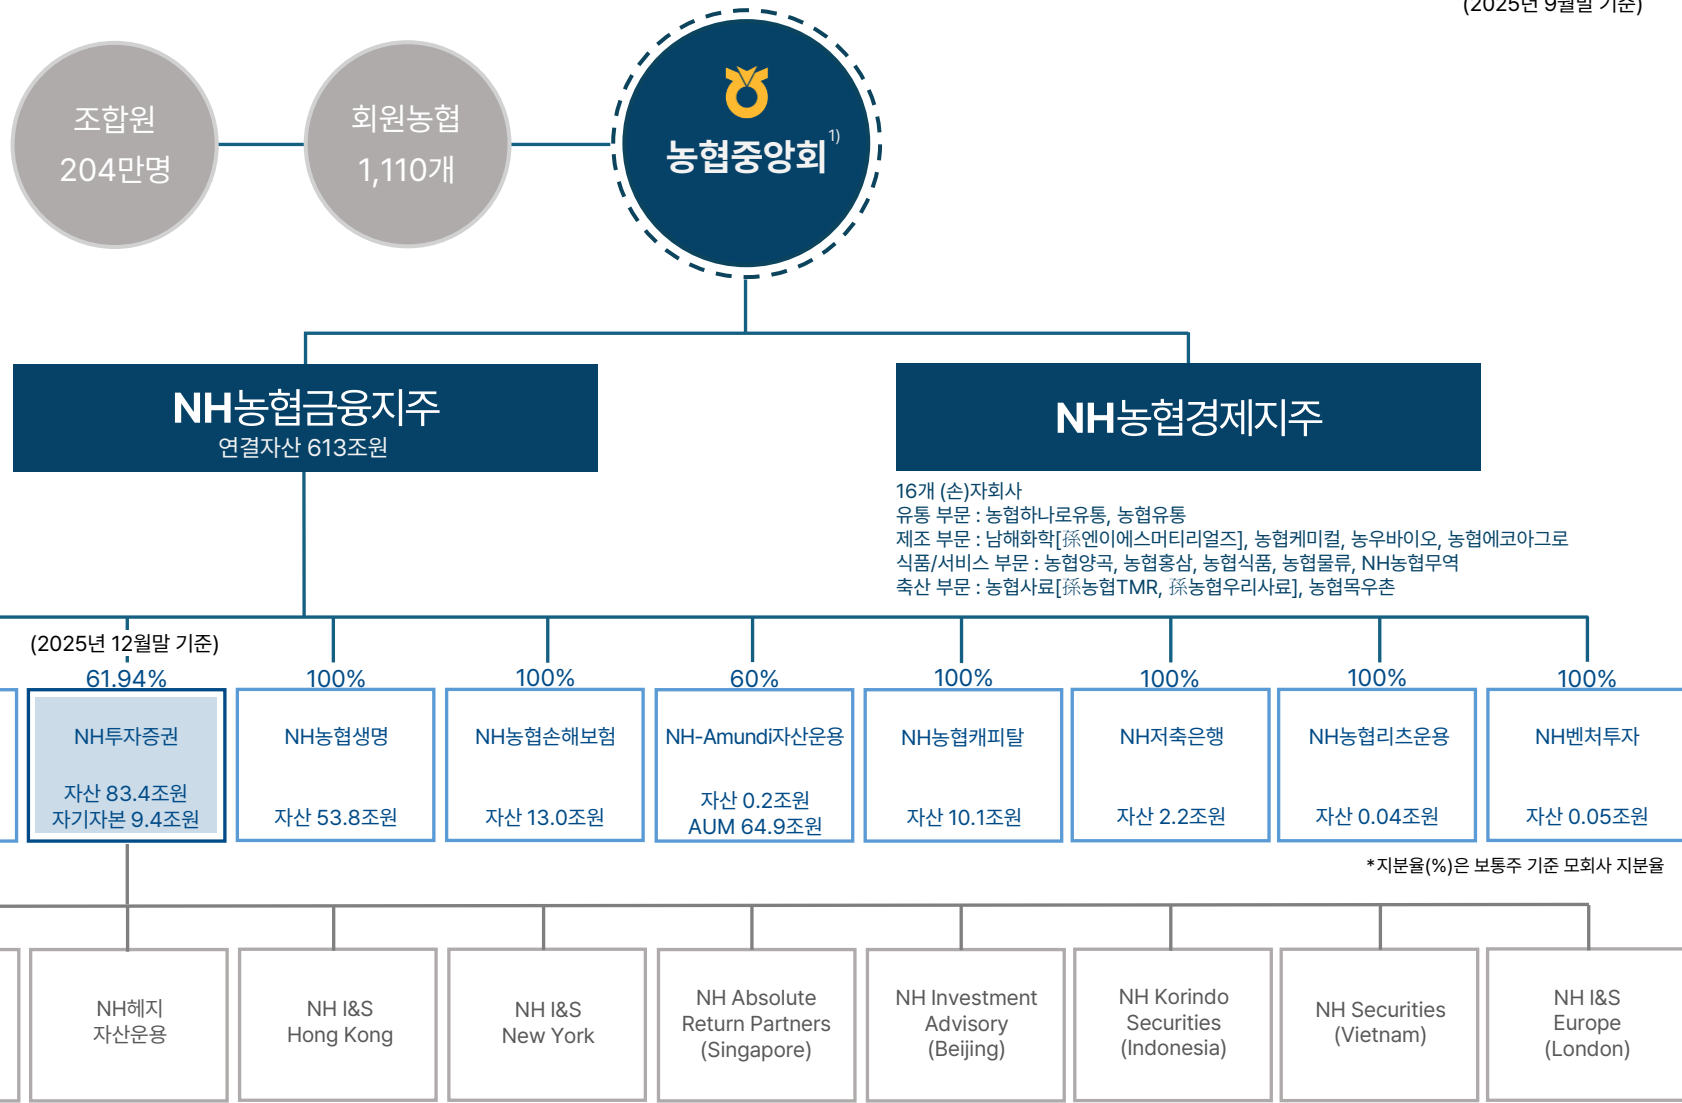 (2025년 9월말 기준)
조합원
204만명
회원농협
1,110개
농협중앙회1)
NH농협금융지주
연결자산 613조원
NH농협경제지주
16개 (손)자회사
유통 부문 : 농협하나로유통, 농협유통
제조 부문 : 남해화학[孫엔이에스머티리얼즈], 농협케미컬, 농우바이오, 농협에코아그로
식품/서비스 부문 : 농협양곡, 농협홍삼, 농협식품, 농협물류, NH농협무역
축산 부문 : 농협사료[孫농협TMR, 孫농협우리사료], 농협목우촌
(2025년 12월말 기준)
61.94%
NH투자증권
자산 83.4조원
자기자본 9.4조원
100%
NH농협생명
자산 53.8조원
100%
NH농협손해보험
자산 13.0조원
60%
NH-Amundi자산운용
자산 0.2조원
AUM 64.9조원
100%
NH농협캐피탈
자산 10.1조원
100%
NH저축은행
자산 2.2조원
100%
NH농협리츠운용
자산 0.04조원
100%
NH벤처투자
자산 0.05조원
*지분율(%)은 보통주 기준 모회사 지분율
NH헤지
자산운용
NH I&S
Hong Kong
NH I&S
New York
NH Absolute
Return Partners
(Singapore)
NH Investment
Advisory
(Beijing)
NH Korindo
Securities
(Indonesia)
NH Securities
(Vietnam)
NH I&S
Europe
(London)